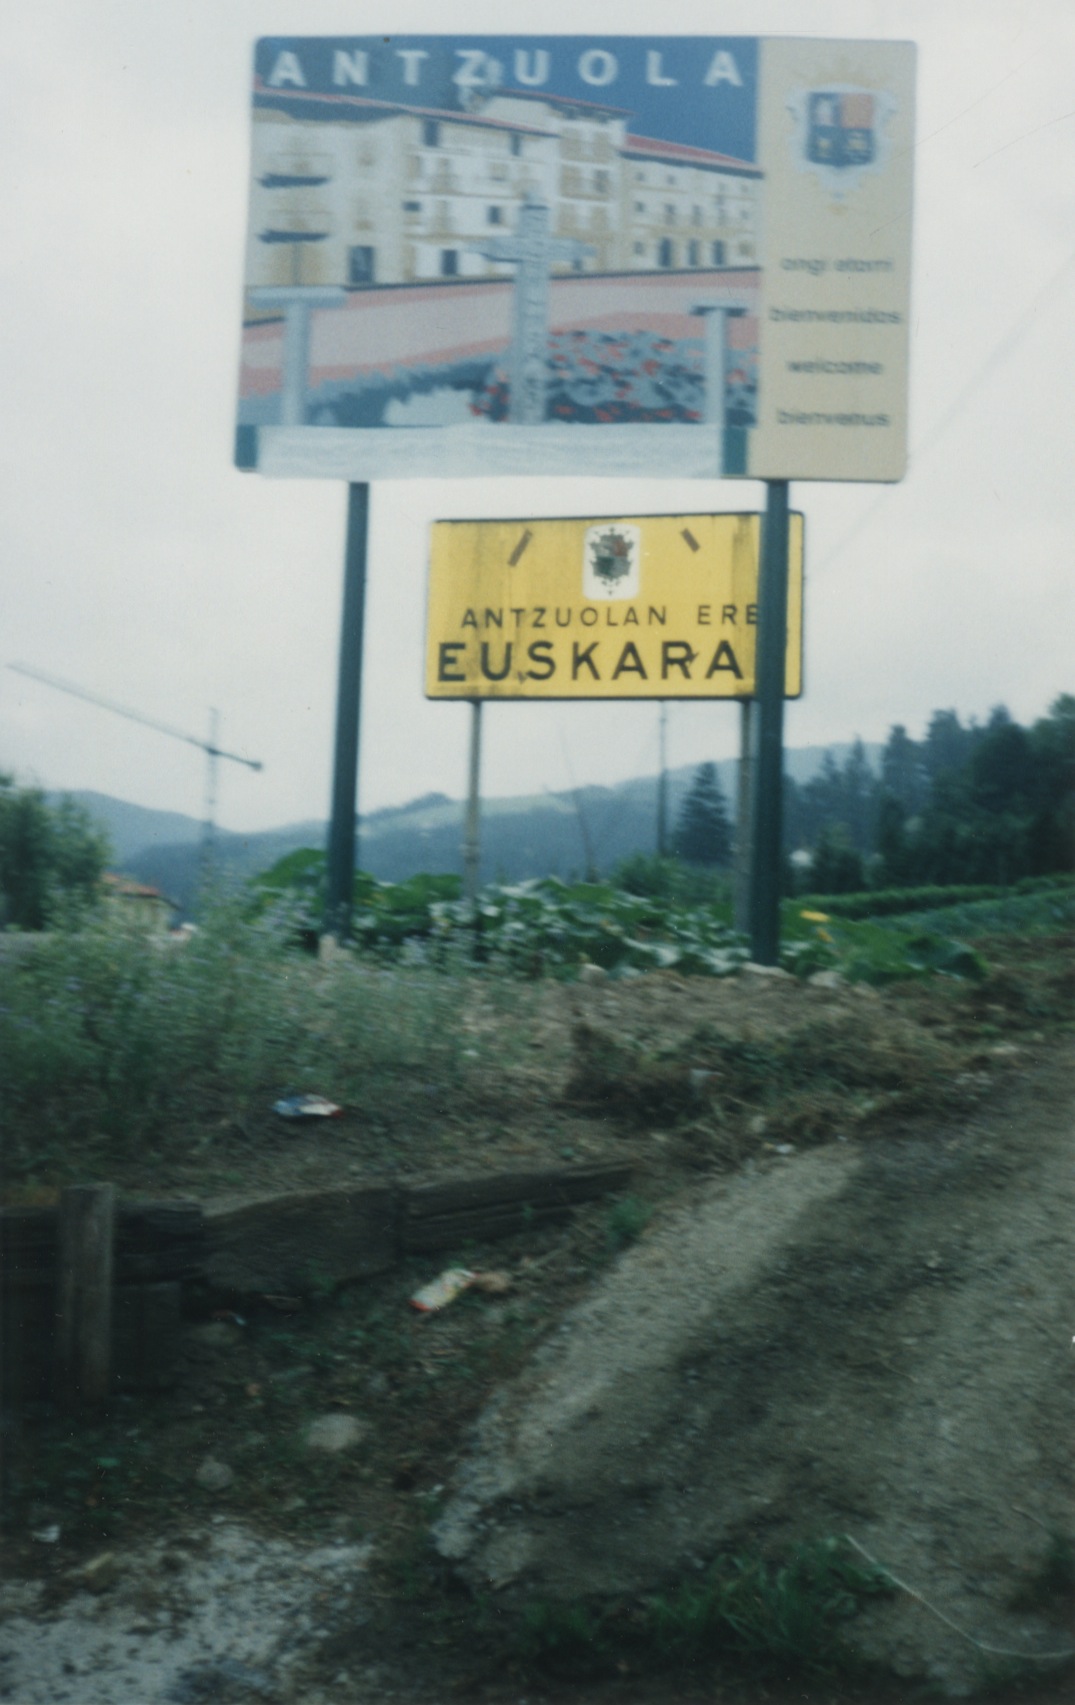 ANTZUOLA
ongi etorri
bienvenidos
welcome
bienvenus
ANTZUOLAN ERE
EUSKARA